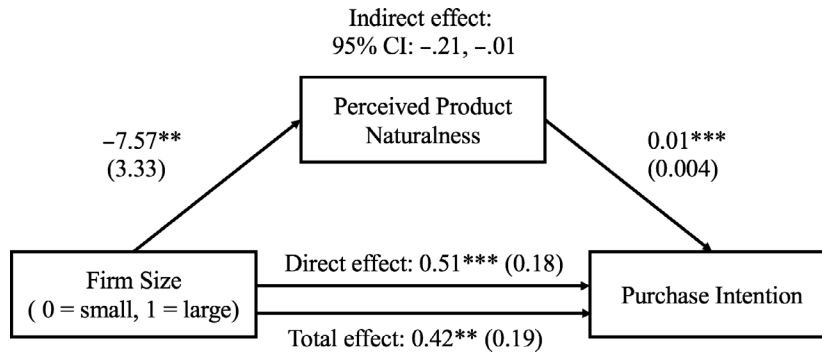 Indirect effect:
95% CI: −.21, −.01
Perceived Product
Naturalness
−7.57**
(3.33)
0.01***
(0.004)
Firm Size
( 0 = small, 1 = large)
Direct effect: 0.51*** (0.18)
Total effect: 0.42** (0.19)
Purchase Intention